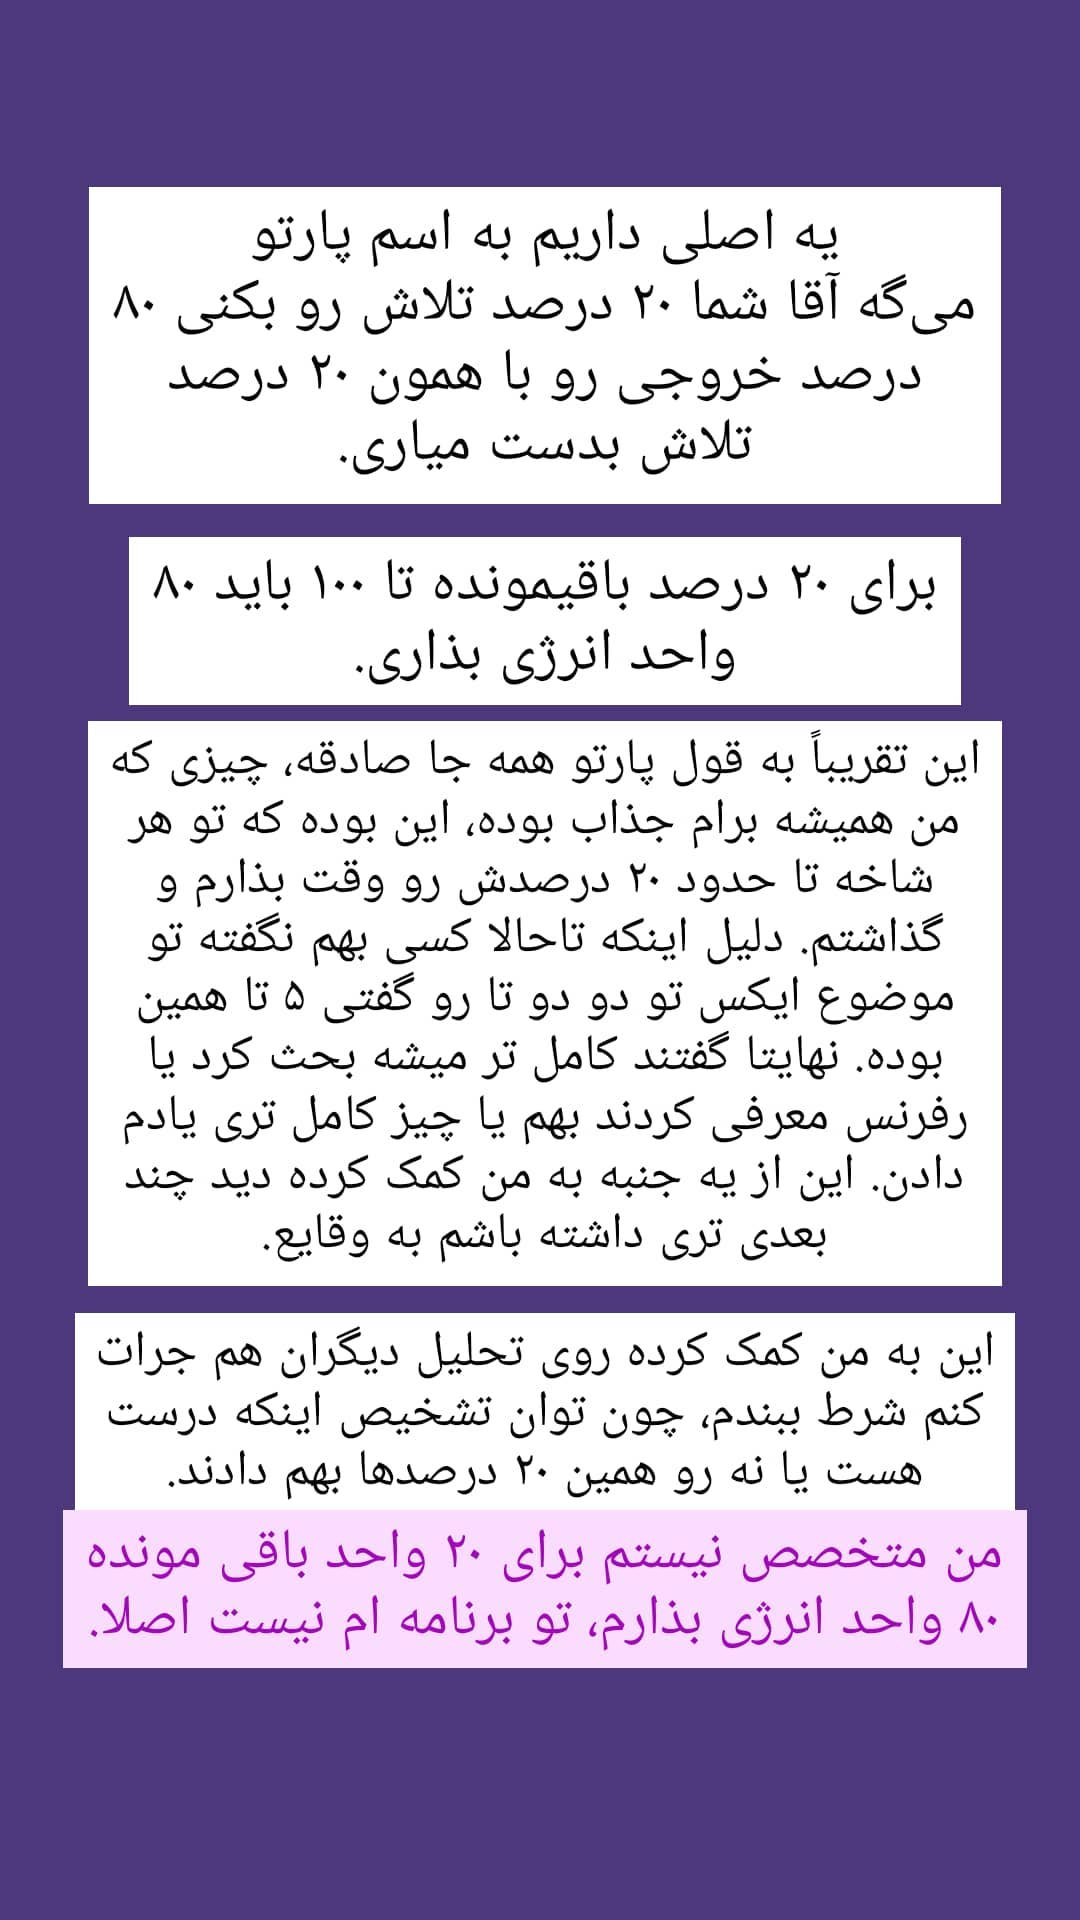 یه اصلی داریم به اسم پارتو
می‌گه آقا شما ۲۰ درصد تلاش رو بکنی ۸۰
درصد خروجی رو با همون ۲۰ درصد
تلاش بدست میاری.
برای ۲۰ درصد باقیمونده تا ۱۰۰ باید ۸۰
واحد انرژی بذاری.
این تقریباً به قول پارتو همه جا صادقه، چیزی که
من همیشه برام جذاب بوده، این بوده که تو هر
شاخه تا حدود ۲۰ درصدش رو وقت بذارم و
گذاشتم. دلیل اینکه تاحالا کسی بهم نگفته تو
موضوع ایکس تو دو دو تا رو گفتی ۵ تا همین
بوده. نهایتا گفتند کامل تر میشه بحث کرد یا
رفرنس معرفی کردند بهم یا چیز کامل تری یادم
دادن. این از یه جنبه به من کمک کرده دید چند
بعدی تری داشته باشم به وقایع.
این به من کمک کرده روی تحلیل دیگران هم جرات
کنم شرط ببندم، چون توان تشخیص اینکه درست
هست یا نه رو همین ۲۰ درصدها بهم دادند.
من متخصص نیستم برای ۲۰ واحد باقی مونده
۸۰ واحد انرژی بذارم، تو برنامه ام نیست اصلا.